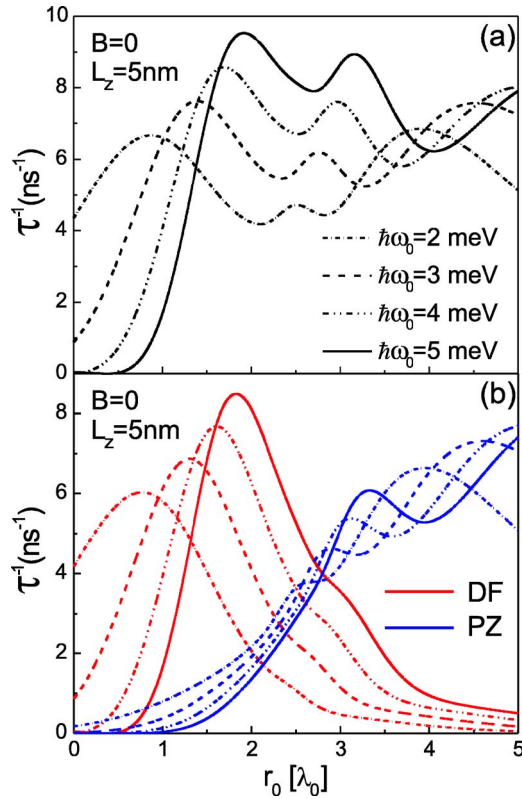 10
B=0
(a)
L_z=5nm
8
6
τ⁻¹(ns⁻¹)
4
ħω₀=2 meV
ħω₀=3 meV
2
ħω₀=4 meV
ħω₀=5 meV
0
B=0
(b)
L_z=5nm
8
6
τ⁻¹(ns⁻¹)
4
DF
PZ
2
0
0 1 2 3 4 5
r₀ [λ₀]